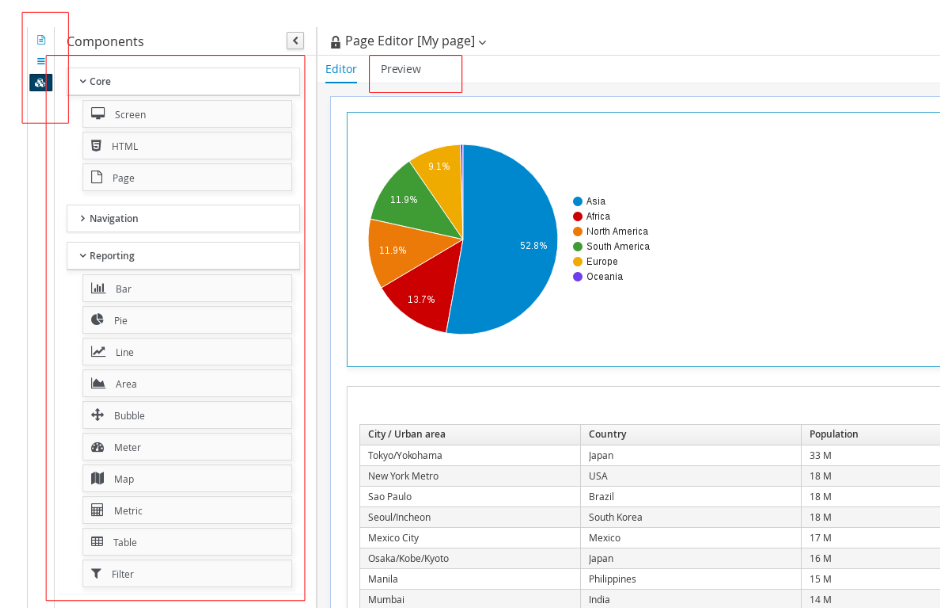 Components
Core
Screen
HTML
Page
Navigation
Reporting
Bar
Pie
Line
Area
Bubble
Meter
Map
Metric
Table
Filter
Page Editor [My page]
Editor Preview
9.1%
11.9%
11.9%
13.7%
52.8%
Asia
Africa
North America
South America
Europe
Oceania
City / Urban area Country Population
Tokyo/Yokohama Japan 33 M
New York Metro USA 18 M
Sao Paulo Brazil 18 M
Seoul/Incheon South Korea 18 M
Mexico City Mexico 17 M
Osaka/Kobe/Kyoto Japan 16 M
Manila Philippines 15 M
Mumbai India 14 M